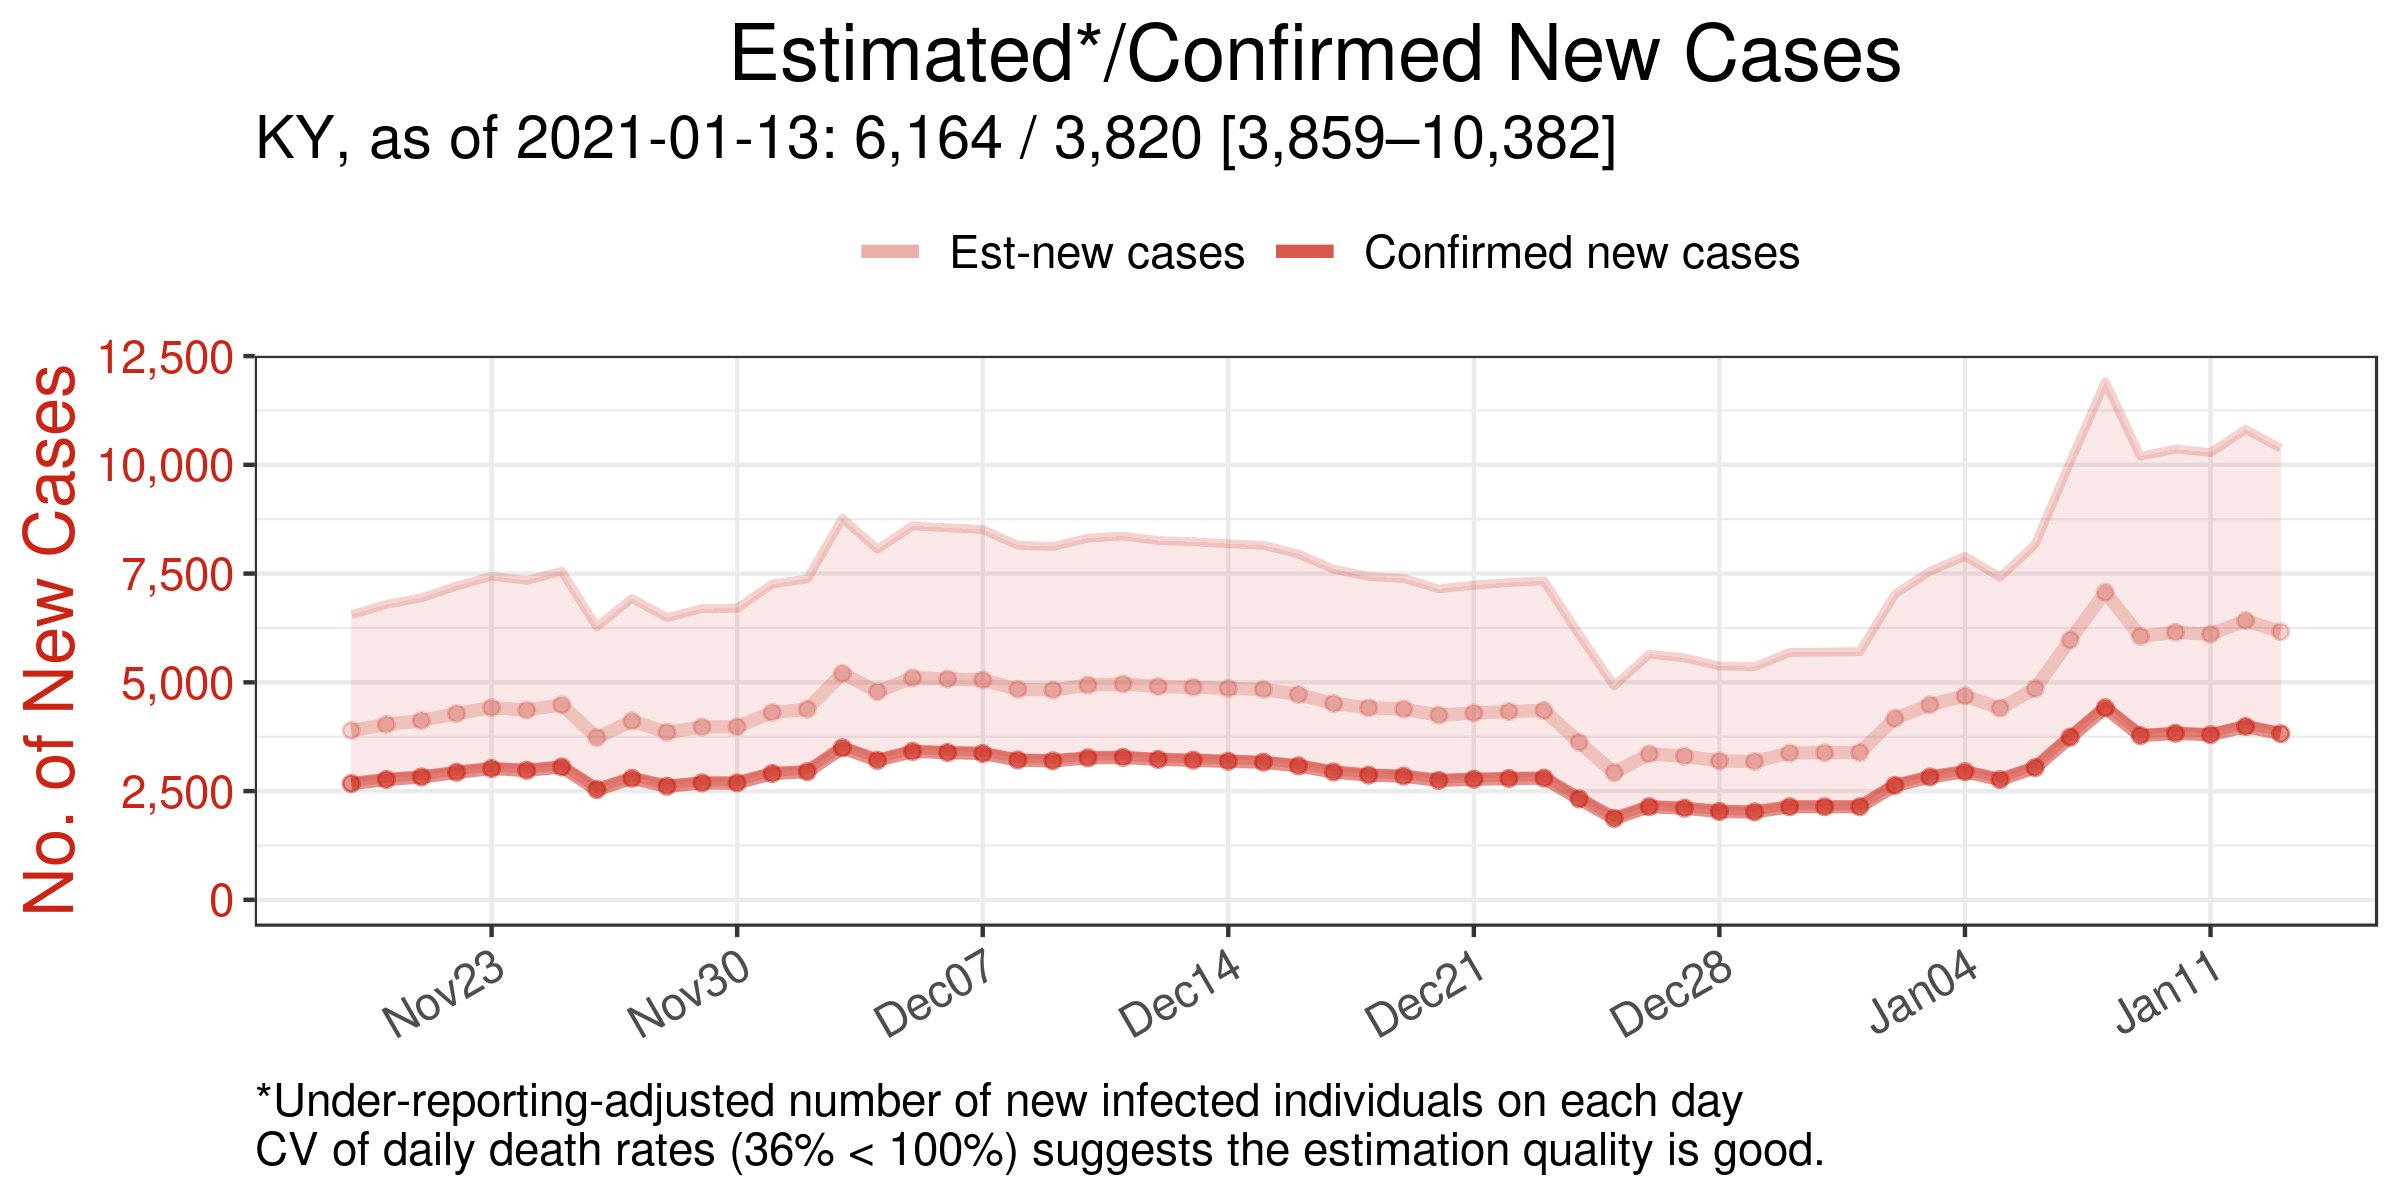 Estimated*/Confirmed New Cases
KY, as of 2021-01-13: 6,164 / 3,820 [3,859–10,382]
Est-new cases
Confirmed new cases
No. of New Cases
12,500
10,000
7,500
5,000
2,500
0
Nov23
Nov30
Dec07
Dec14
Dec21
Dec28
Jan04
Jan11
*Under-reporting-adjusted number of new infected individuals on each day
CV of daily death rates (36% < 100%) suggests the estimation quality is good.